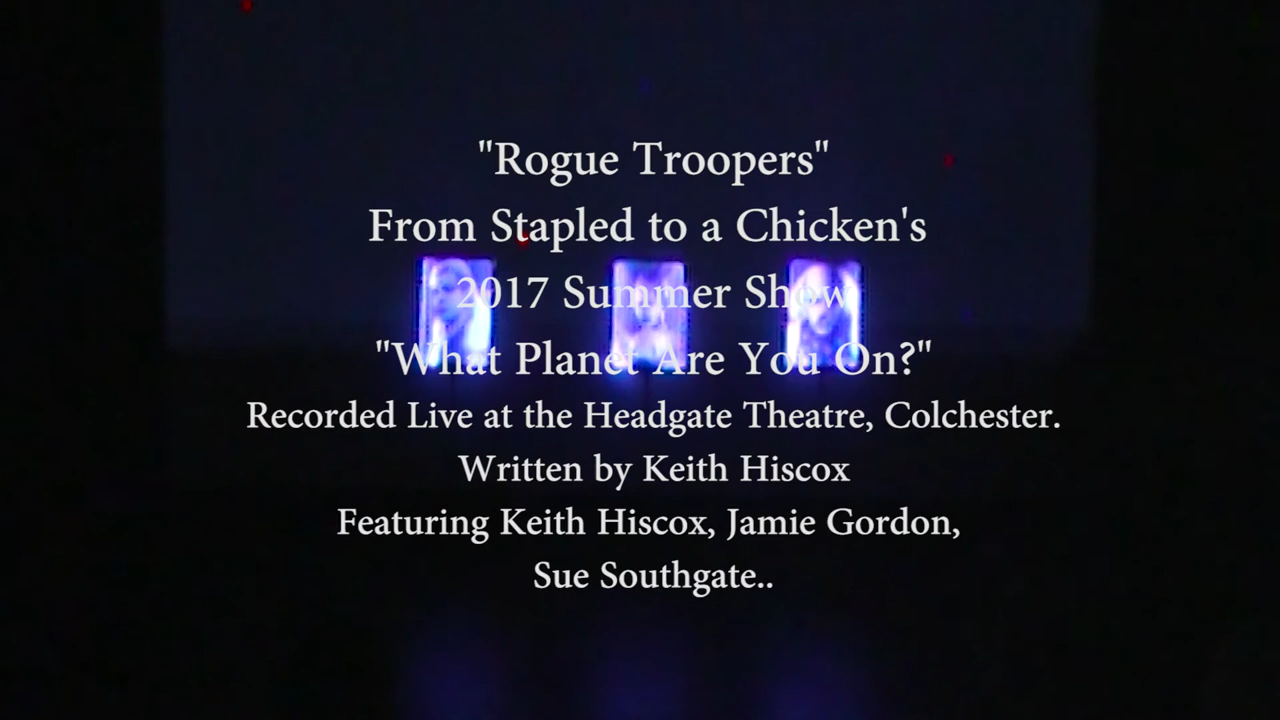 "Rogue Troopers"
From Stapled to a Chicken's
2017 Summer Show
"What Planet Are You On?"
Recorded Live at the Headgate Theatre, Colchester.
Written by Keith Hiscox
Featuring Keith Hiscox, Jamie Gordon,
Sue Southgate..